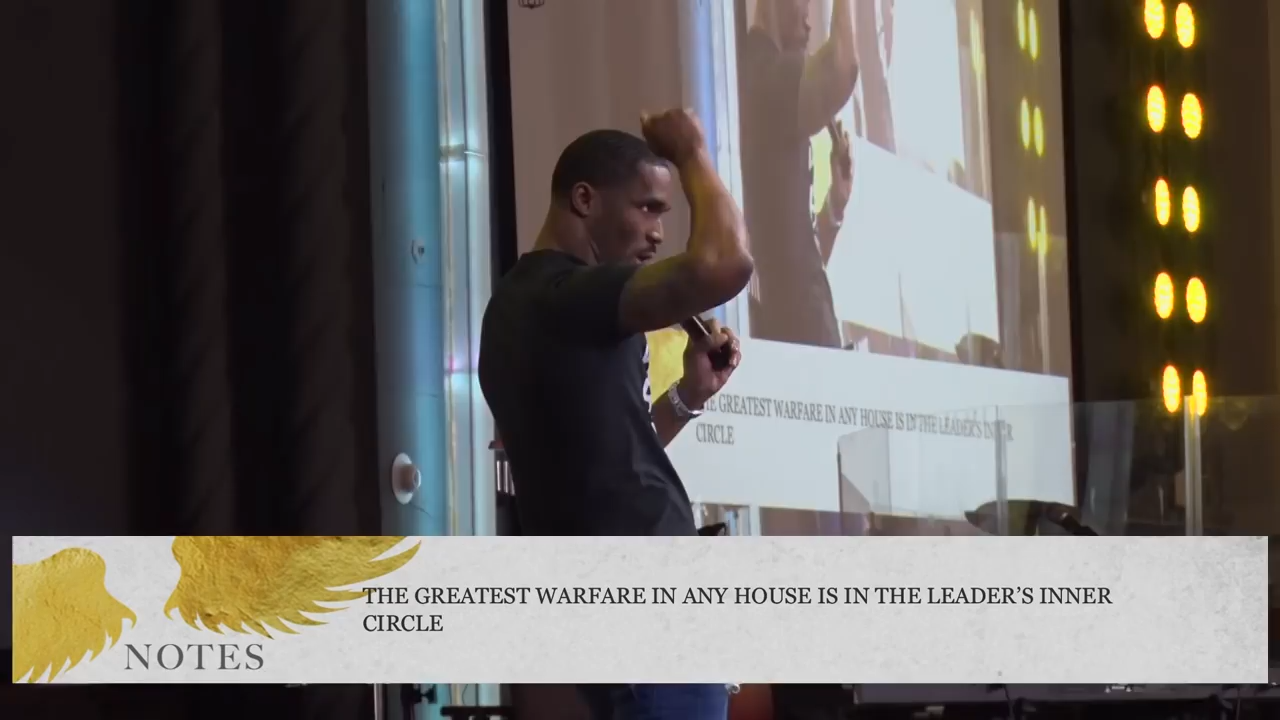 THE GREATEST WARFARE IN ANY HOUSE IS IN THE LEADER'S INNER
CIRCLE
THE GREATEST WARFARE IN ANY HOUSE IS IN THE LEADER’S INNER
CIRCLE
NOTES